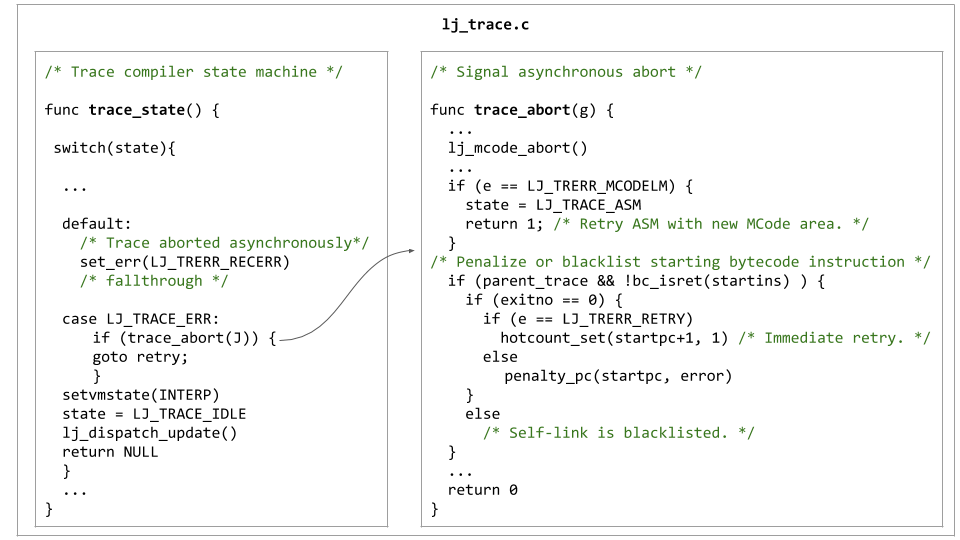 lj_trace.c
/* Trace compiler state machine */
func trace_state() {
switch(state){
...
default:
/* Trace aborted asynchronously*/
set_err(LJ_TRERR_RECERR)
/* fallthrough */
case LJ_TRACE_ERR:
if (trace_abort(J)) {
goto retry;
}
setvmstate(INTERP)
state = LJ_TRACE_IDLE
lj_dispatch_update()
return NULL
}
...
}
/* Signal asynchronous abort */
func trace_abort(g) {
...
lj_mcode_abort()
...
if (e == LJ_TRERR_MCODELM) {
state = LJ_TRACE_ASM
return 1; /* Retry ASM with new MCode area. */
}
/* Penalize or blacklist starting bytecode instruction */
if (parent_trace && !bc_isret(startins) ) {
if (exitno == 0) {
if (e == LJ_TRERR_RETRY)
hotcount_set(startpc+1, 1) /* Immediate retry. */
else
penalty_pc(startpc, error)
}
else
/* Self-link is blacklisted. */
}
...
return 0
}